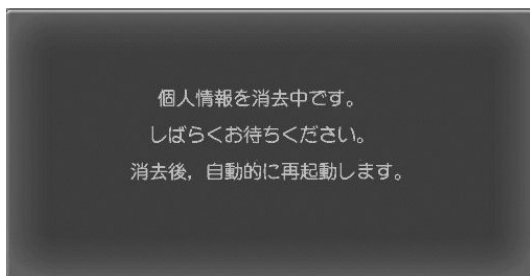 個人情報を消去中です。
しばらくお待ちください。
消去後，自動的に再起動します。